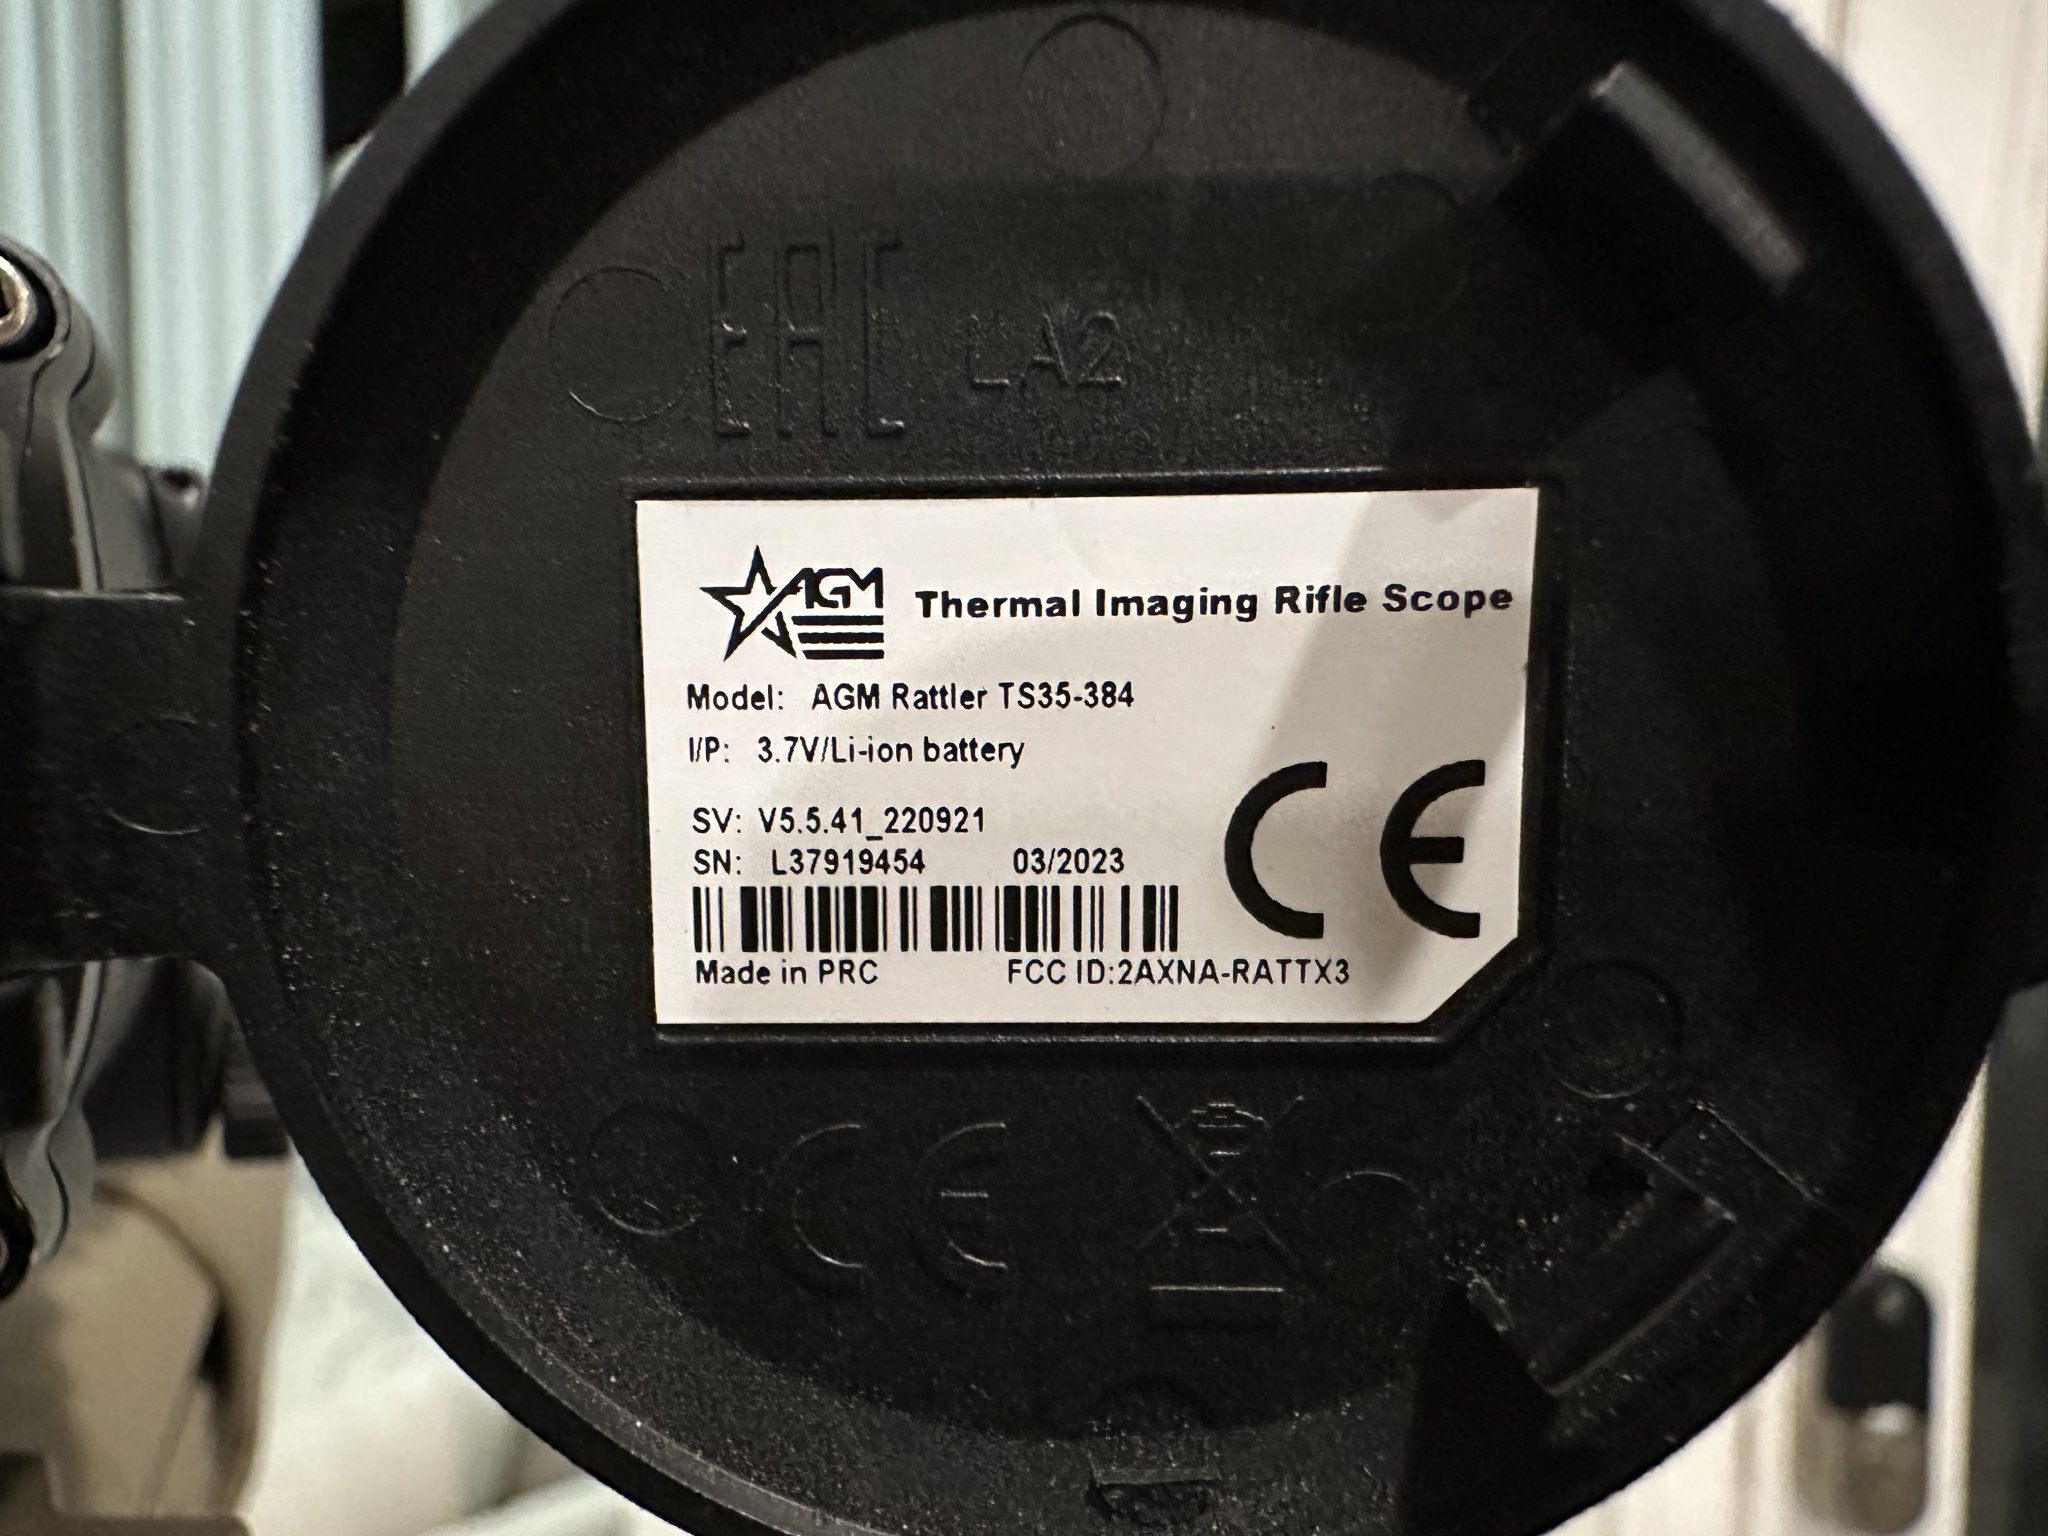 EAC LA2
AGM Thermal Imaging Rifle Scope
Model: AGM Rattler TS35-384
I/P: 3.7V/Li-ion battery
SV: V5.5.41_220921
SN: L37919454 03/2023
CE
Made in PRC FCC ID:2AXNA-RATTX3
CE